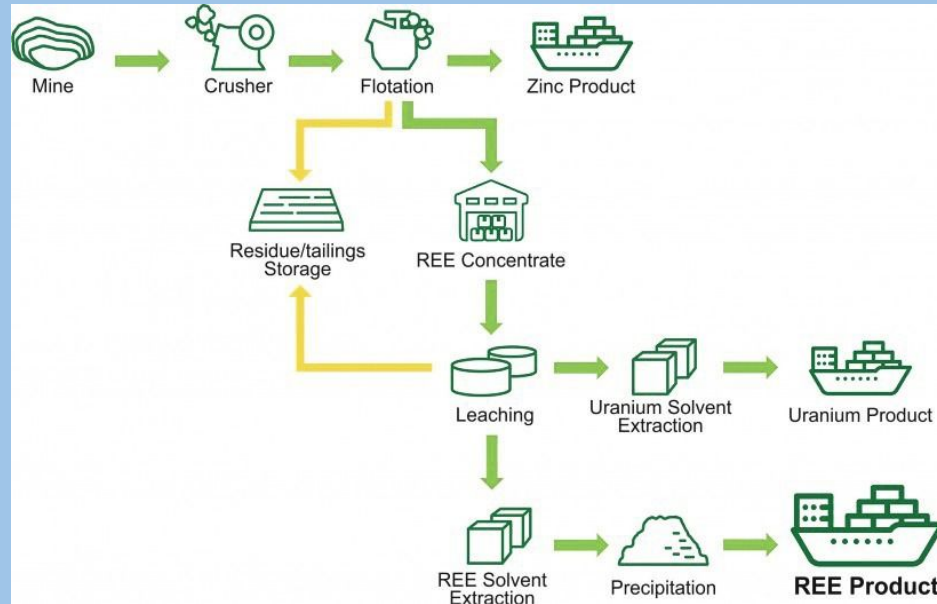 Mine
Crusher
Flotation
Zinc Product
Residue/tailings
Storage
REE Concentrate
Leaching
Uranium Solvent
Extraction
Uranium Product
REE Solvent
Extraction
Precipitation
REE Product